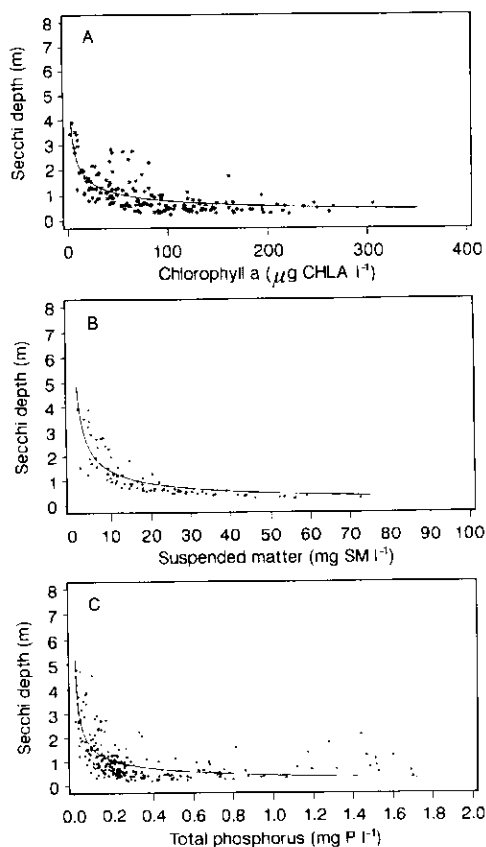 A
Secchi depth (m)
8
7
6
5
4
3
2
1
0
0 100 200 300 400
Chlorophyll a (µg CHLA l⁻¹)
B
Secchi depth (m)
8
7
6
5
4
3
2
1
0
0 10 20 30 40 50 60 70 80 90 100
Suspended matter (mg SM l⁻¹)
C
Secchi depth (m)
8
7
6
5
4
3
2
1
0
0.0 0.2 0.4 0.6 0.8 1.0 1.2 1.4 1.6 1.8 2.0
Total phosphorus (mg P l⁻¹)